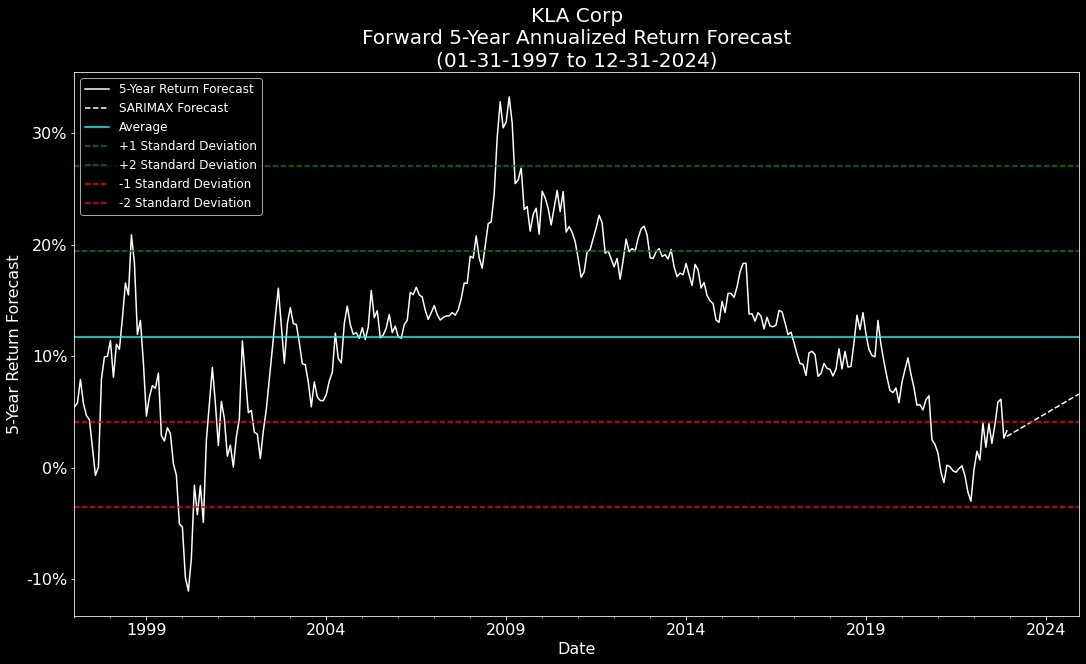 KLA Corp
Forward 5-Year Annualized Return Forecast
(01-31-1997 to 12-31-2024)
5-Year Return Forecast
SARIMAX Forecast
Average
+1 Standard Deviation
+2 Standard Deviation
-1 Standard Deviation
-2 Standard Deviation
5-Year Return Forecast
30%
20%
10%
0%
-10%
1999
2004
2009
2014
2019
2024
Date